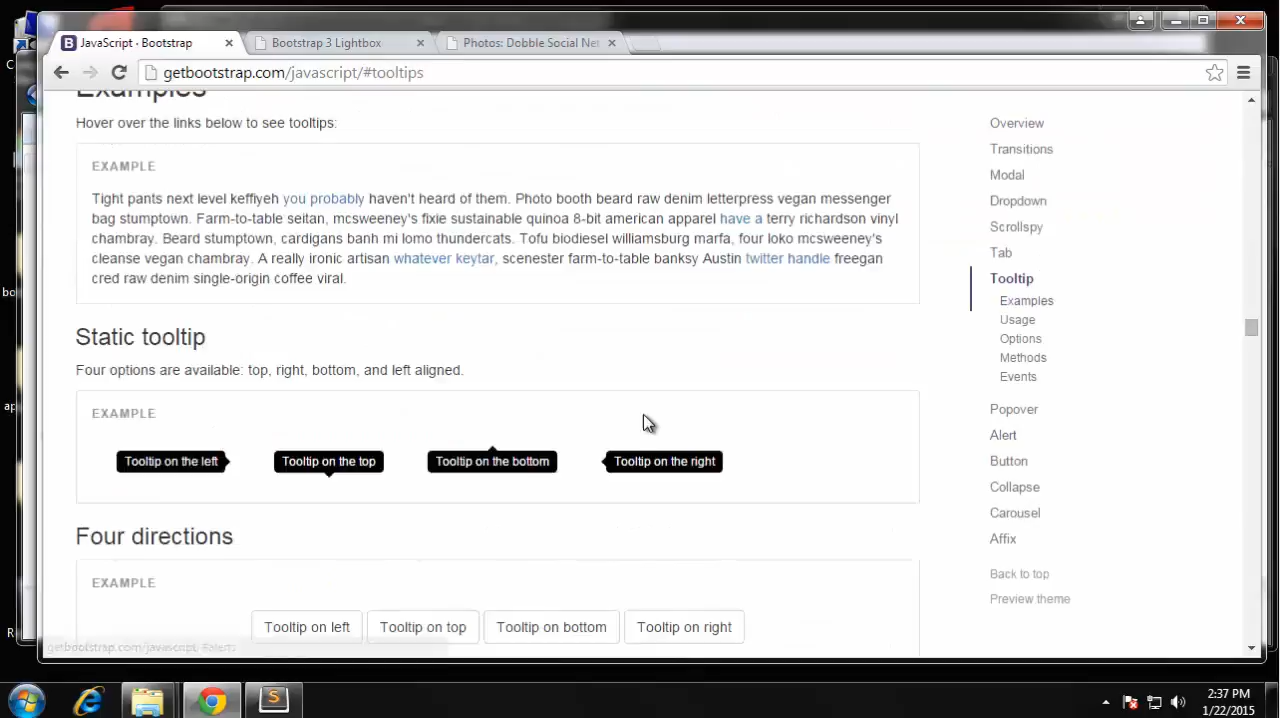 JavaScript · Bootstrap
Bootstrap 3 Lightbox
Photos: Dobble Social Net
getbootstrap.com/javascript/#tooltips
Examples
Hover over the links below to see tooltips:
EXAMPLE
Tight pants next level keffiyeh you probably haven't heard of them. Photo booth beard raw denim letterpress vegan messenger
bag stumptown. Farm-to-table seitan, mcsweeney's fixie sustainable quinoa 8-bit american apparel have a terry richardson vinyl
chambray. Beard stumptown, cardigans banh mi lomo thundercats. Tofu biodiesel williamsburg marfa, four loko mcsweeney's
cleanse vegan chambray. A really ironic artisan whatever keytar, scenester farm-to-table banksy Austin twitter handle freegan
cred raw denim single-origin coffee viral.
Static tooltip
Four options are available: top, right, bottom, and left aligned.
EXAMPLE
Tooltip on the left
Tooltip on the top
Tooltip on the bottom
Tooltip on the right
Four directions
EXAMPLE
Tooltip on left
Tooltip on top
Tooltip on bottom
Tooltip on right
Overview
Transitions
Modal
Dropdown
Scrollspy
Tab
Tooltip
Examples
Usage
Options
Methods
Events
Popover
Alert
Button
Collapse
Carousel
Affix
Back to top
Preview theme
2:37 PM
1/22/2015